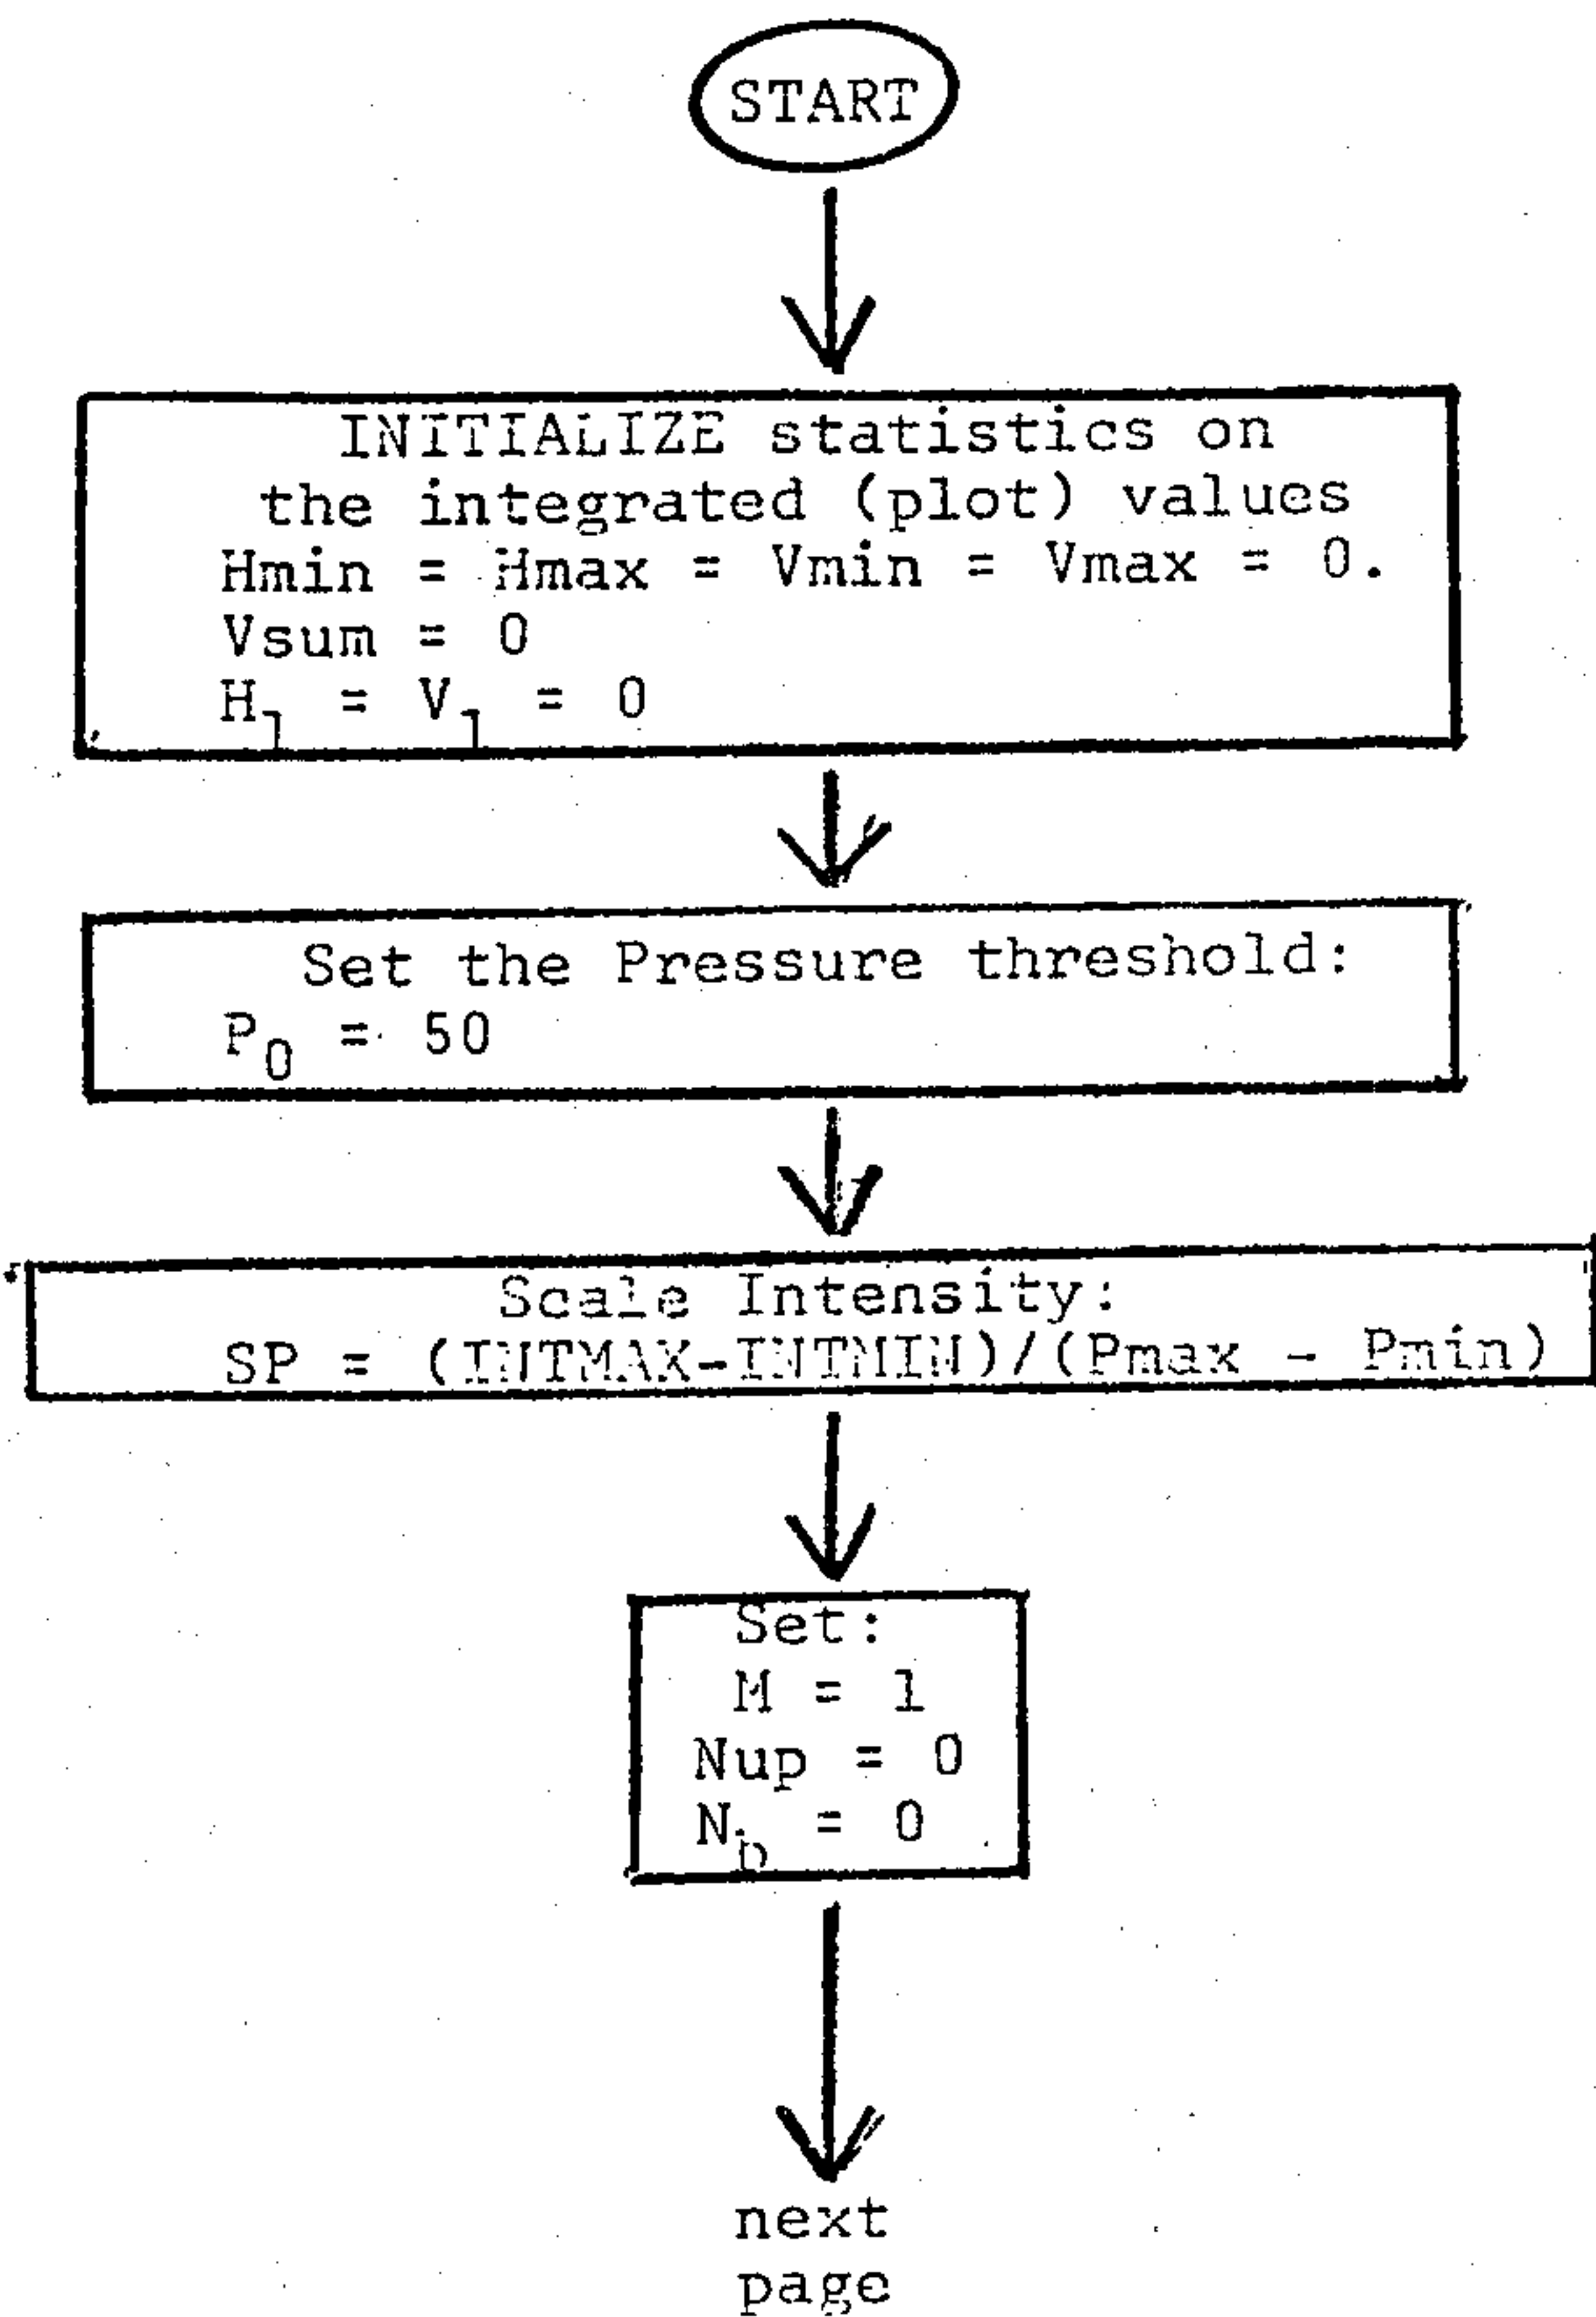 START
INITIALIZE statistics on
the integrated (plot) values
Hmin = Hmax = Vmin = Vmax = 0.
Vsum = 0
H₁ = V₁ = 0
Set the Pressure threshold:
P₀ = 50
Scale Intensity:
SP = (INTMAX-INTMIN)/(Pmax - Pmin)
Set:
M = 1
Nup = 0
= 0
next
page